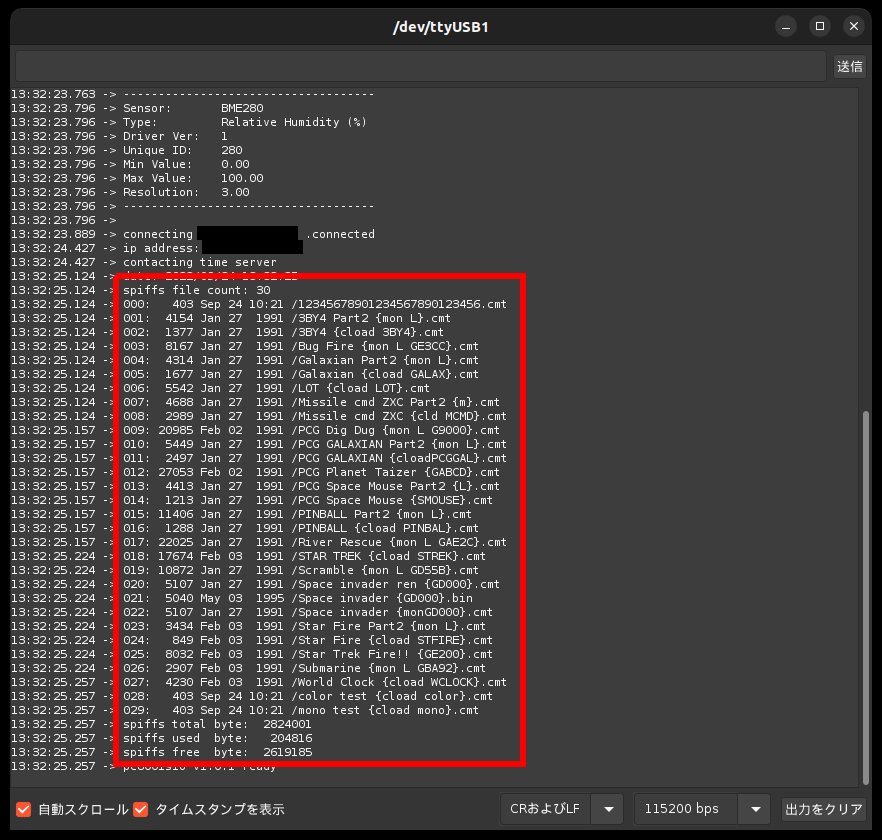 /dev/ttyUSB1
送信
13:32:23.763 -> ------------------------------------
13:32:23.796 -> Sensor:       BME280
13:32:23.796 -> Type:         Relative Humidity (%)
13:32:23.796 -> Driver Ver:   1
13:32:23.796 -> Unique ID:    280
13:32:23.796 -> Min Value:    0.00
13:32:23.796 -> Max Value:    100.00
13:32:23.796 -> Resolution:   3.00
13:32:23.796 -> ------------------------------------
13:32:23.796 ->
13:32:23.889 -> connecting .connected
13:32:24.427 -> ip address:
13:32:24.427 -> contacting time server
13:32:25.124 ->
13:32:25.124 -> spiffs file count: 30
13:32:25.124 -> 000:   403 Sep 24 10:21 /12345678901234567890123456.cmt
13:32:25.124 -> 001:  4154 Jan 27  1991 /3BY4 Part2 {mon L}.cmt
13:32:25.124 -> 002:  1377 Jan 27  1991 /3BY4 {cload 3BY4}.cmt
13:32:25.124 -> 003:  8167 Jan 27  1991 /Bug Fire {mon L GE3CC}.cmt
13:32:25.124 -> 004:  4314 Jan 27  1991 /Galaxian Part2 {mon L}.cmt
13:32:25.124 -> 005:  1677 Jan 27  1991 /Galaxian {cload GALAX}.cmt
13:32:25.124 -> 006:  5542 Jan 27  1991 /LOT {cload LOT}.cmt
13:32:25.124 -> 007:  4688 Jan 27  1991 /Missile cmd ZXC Part2 {m}.cmt
13:32:25.124 -> 008:  2989 Jan 27  1991 /Missile cmd ZXC {cld MCMD}.cmt
13:32:25.157 -> 009: 20985 Feb 02  1991 /PCG Dig Dug {mon L G9000}.cmt
13:32:25.157 -> 010:  5449 Jan 27  1991 /PCG GALAXIAN Part2 {mon L}.cmt
13:32:25.157 -> 011:  2497 Jan 27  1991 /PCG GALAXIAN {cloadPCGGAL}.cmt
13:32:25.157 -> 012: 27053 Feb 02  1991 /PCG Planet Taizer {GABCD}.cmt
13:32:25.157 -> 013:  4413 Jan 27  1991 /PCG Space Mouse Part2 {L}.cmt
13:32:25.157 -> 014:  1213 Jan 27  1991 /PCG Space Mouse {SMOUSE}.cmt
13:32:25.157 -> 015: 11406 Jan 27  1991 /PINBALL Part2 {mon L}.cmt
13:32:25.157 -> 016:  1288 Jan 27  1991 /PINBALL {cload PINBAL}.cmt
13:32:25.157 -> 017: 22025 Jan 27  1991 /River Rescue {mon L GAE2C}.cmt
13:32:25.224 -> 018: 17674 Feb 03  1991 /STAR TREK {cload STREK}.cmt
13:32:25.224 -> 019: 10872 Jan 27  1991 /Scramble {mon L GD55B}.cmt
13:32:25.224 -> 020:  5107 Jan 27  1991 /Space invader ren {GD000}.cmt
13:32:25.224 -> 021:  5040 May 03  1995 /Space invader {GD000}.bin
13:32:25.224 -> 022:  5107 Jan 27  1991 /Space invader {monGD000}.cmt
13:32:25.224 -> 023:  3434 Feb 03  1991 /Star Fire Part2 {mon L}.cmt
13:32:25.224 -> 024:   849 Feb 03  1991 /Star Fire {cload STFIRE}.cmt
13:32:25.224 -> 025:  8032 Feb 03  1991 /Star Trek Fire!! {GE200}.cmt
13:32:25.224 -> 026:  2907 Feb 03  1991 /Submarine {mon L GBA92}.cmt
13:32:25.257 -> 027:  4230 Feb 03  1991 /World Clock {cload WCLOCK}.cmt
13:32:25.257 -> 028:   403 Sep 24 10:21 /color test {cload color}.cmt
13:32:25.257 -> 029:   403 Sep 24 10:21 /mono test {cload mono}.cmt
13:32:25.257 -> spiffs total byte:  2824001
13:32:25.257 -> spiffs used  byte:   204816
13:32:25.257 -> spiffs free  byte:  2619185
13:32:25.257 -> ready
自動スクロール タイムスタンプを表示 CRおよびLF 115200 bps 出力をクリア